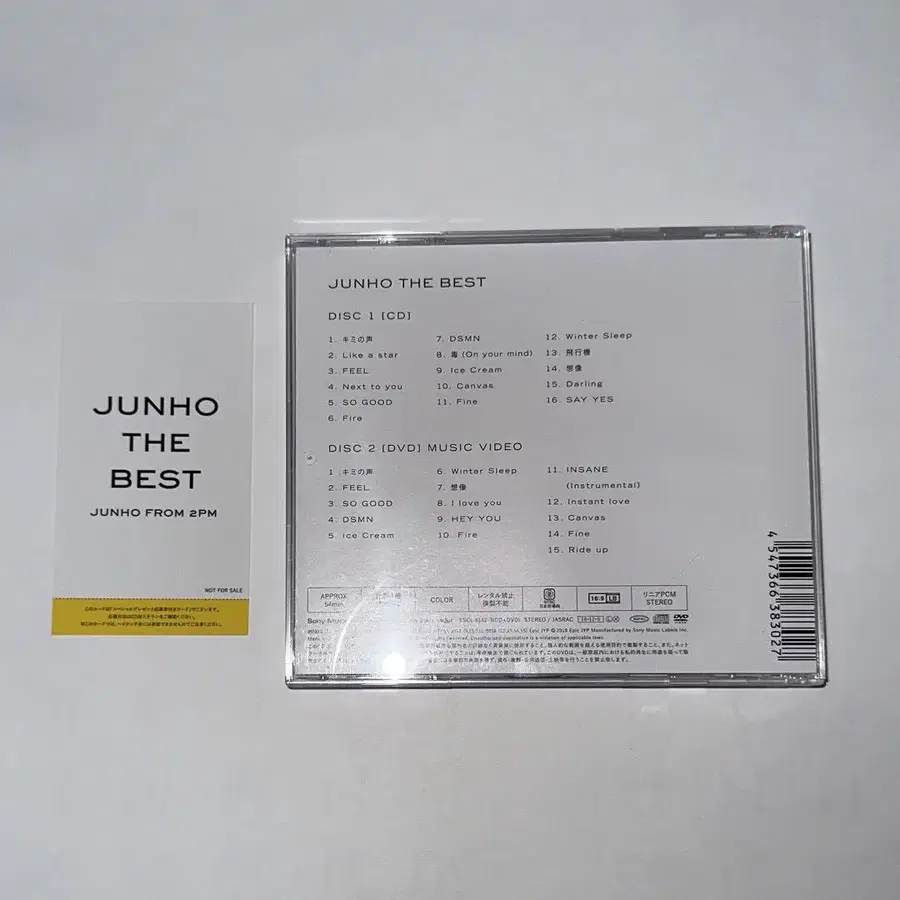 JUNHO
THE
BEST
JUNHO FROM 2PM
NOT FOR SALE
JUNHO THE BEST
DISC 1 [CD]
1. キミの声
2. Like a star
3. FEEL
4. Next to you
5. SO GOOD
6. Fire
7. DSMN
8. 毒 (On your mind)
9. Ice Cream
10. Canvas
11. Fine
12. Winter Sleep
13. 飛行機
14. 想像
15. Darling
16. SAY YES
DISC 2 [DVD] MUSIC VIDEO
1. キミの声
2. FEEL
3. SO GOOD
4. DSMN
5. Ice Cream
6. Winter Sleep
7. 想像
8. I love you
9. HEY YOU
10. Fire
11. INSANE
(Instrumental)
12. Instant love
13. Canvas
14. Fine
15. Ride up
APPROX
54min
COLOR
レンタル禁止
複製不能
16:9 LB
リニアPCM
STEREO
4 547366 383027